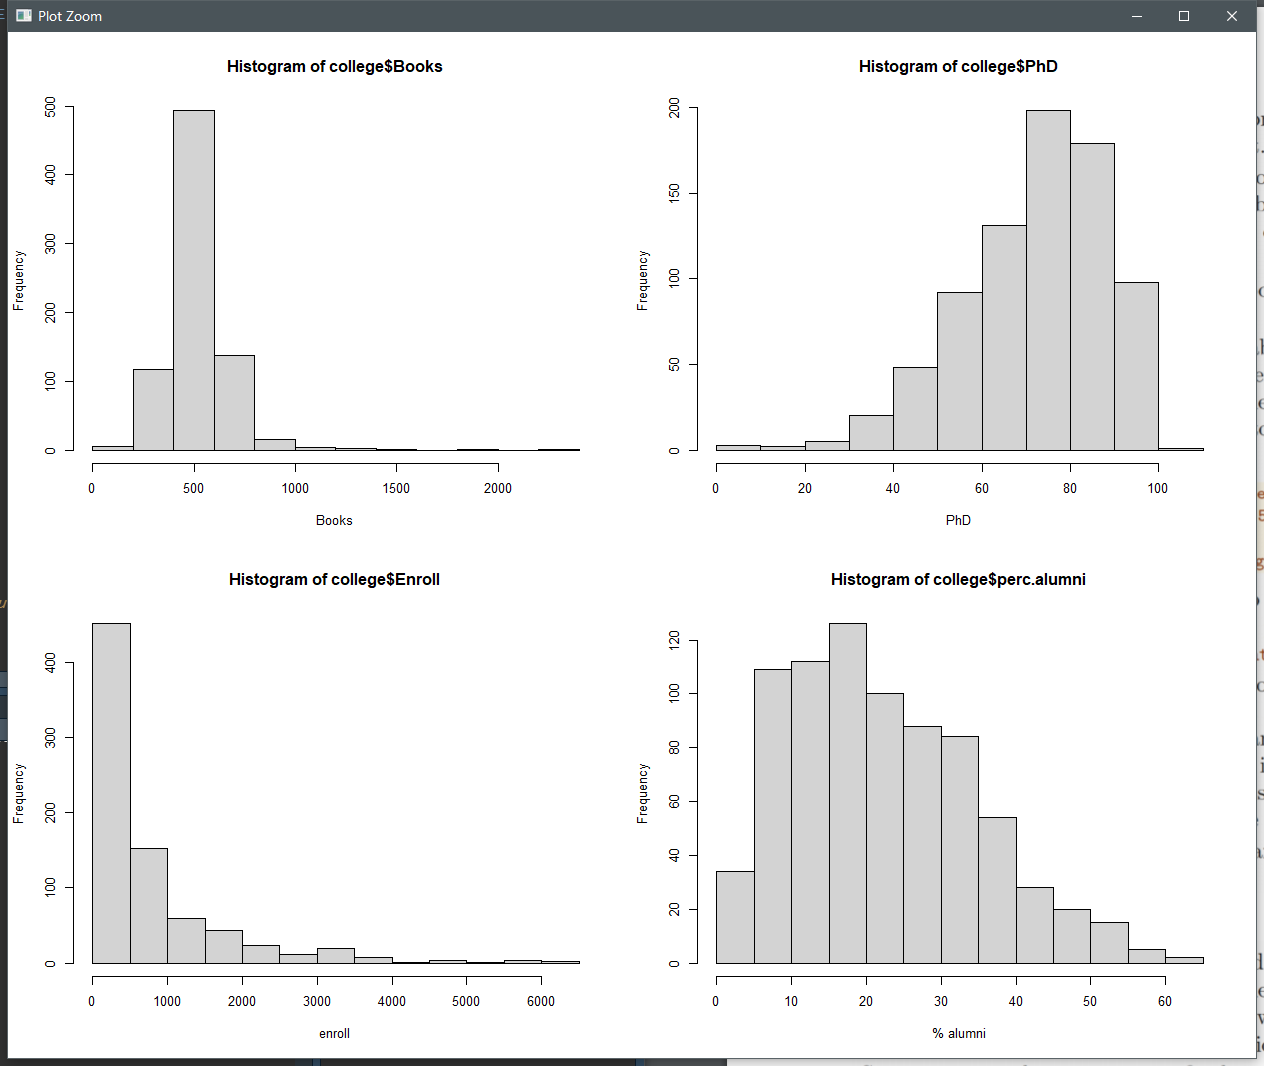 Plot Zoom
Histogram of college$Books
Frequency
0 100 200 300 400 500
0 500 1000 1500 2000
Books
Histogram of college$PhD
Frequency
0 50 100 150 200
0 20 40 60 80 100
PhD
Histogram of college$Enroll
Frequency
0 100 200 300 400
0 1000 2000 3000 4000 5000 6000
enroll
Histogram of college$perc.alumni
Frequency
0 20 40 60 80 100 120
0 10 20 30 40 50 60
% alumni